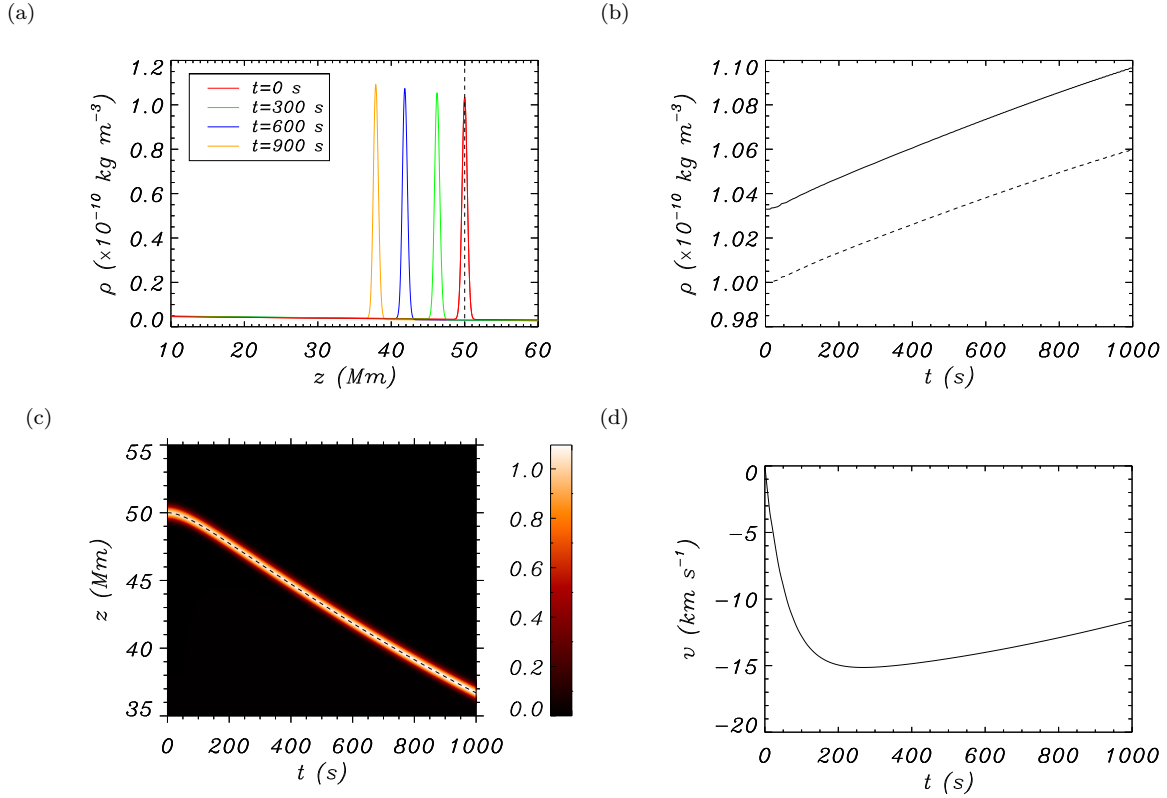 (a)
ρ (×10⁻¹⁰ kg m⁻³)
1.2
1.0
0.8
0.6
0.4
0.2
0.0
t=0 s
t=300 s
t=600 s
t=900 s
10 20 30 40 50 60
z (Mm)
(b)
ρ (×10⁻¹⁰ kg m⁻³)
1.10
1.08
1.06
1.04
1.02
1.00
0.98
0 200 400 600 800 1000
t (s)
(c)
z (Mm)
55
50
45
40
35
0 200 400 600 800 1000
t (s)
1.0
0.8
0.6
0.4
0.2
0.0
(d)
v (km s⁻¹)
0
−5
−10
−15
−20
0 200 400 600 800 1000
t (s)